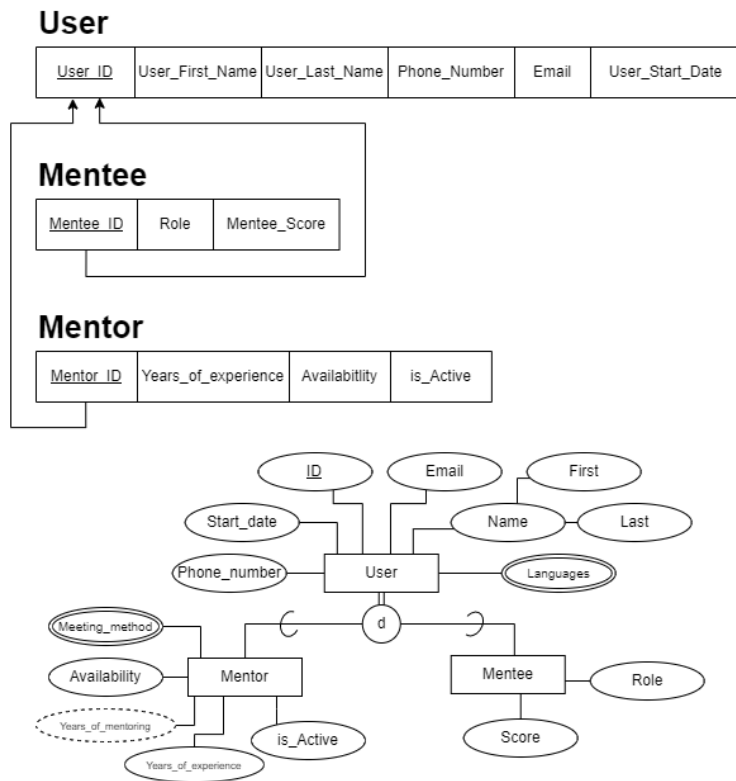 User
User_ID User_First_Name User_Last_Name Phone_Number Email User_Start_Date
Mentee
Mentee_ID Role Mentee_Score
Mentor
Mentor_ID Years_of_experience Availabitlity is_Active
ID Email First
Start_date Name Last
Phone_number User Languages
Meeting_method d
Availability Mentor Mentee Role
Years_of_mentoring is_Active Score
Years_of_experience